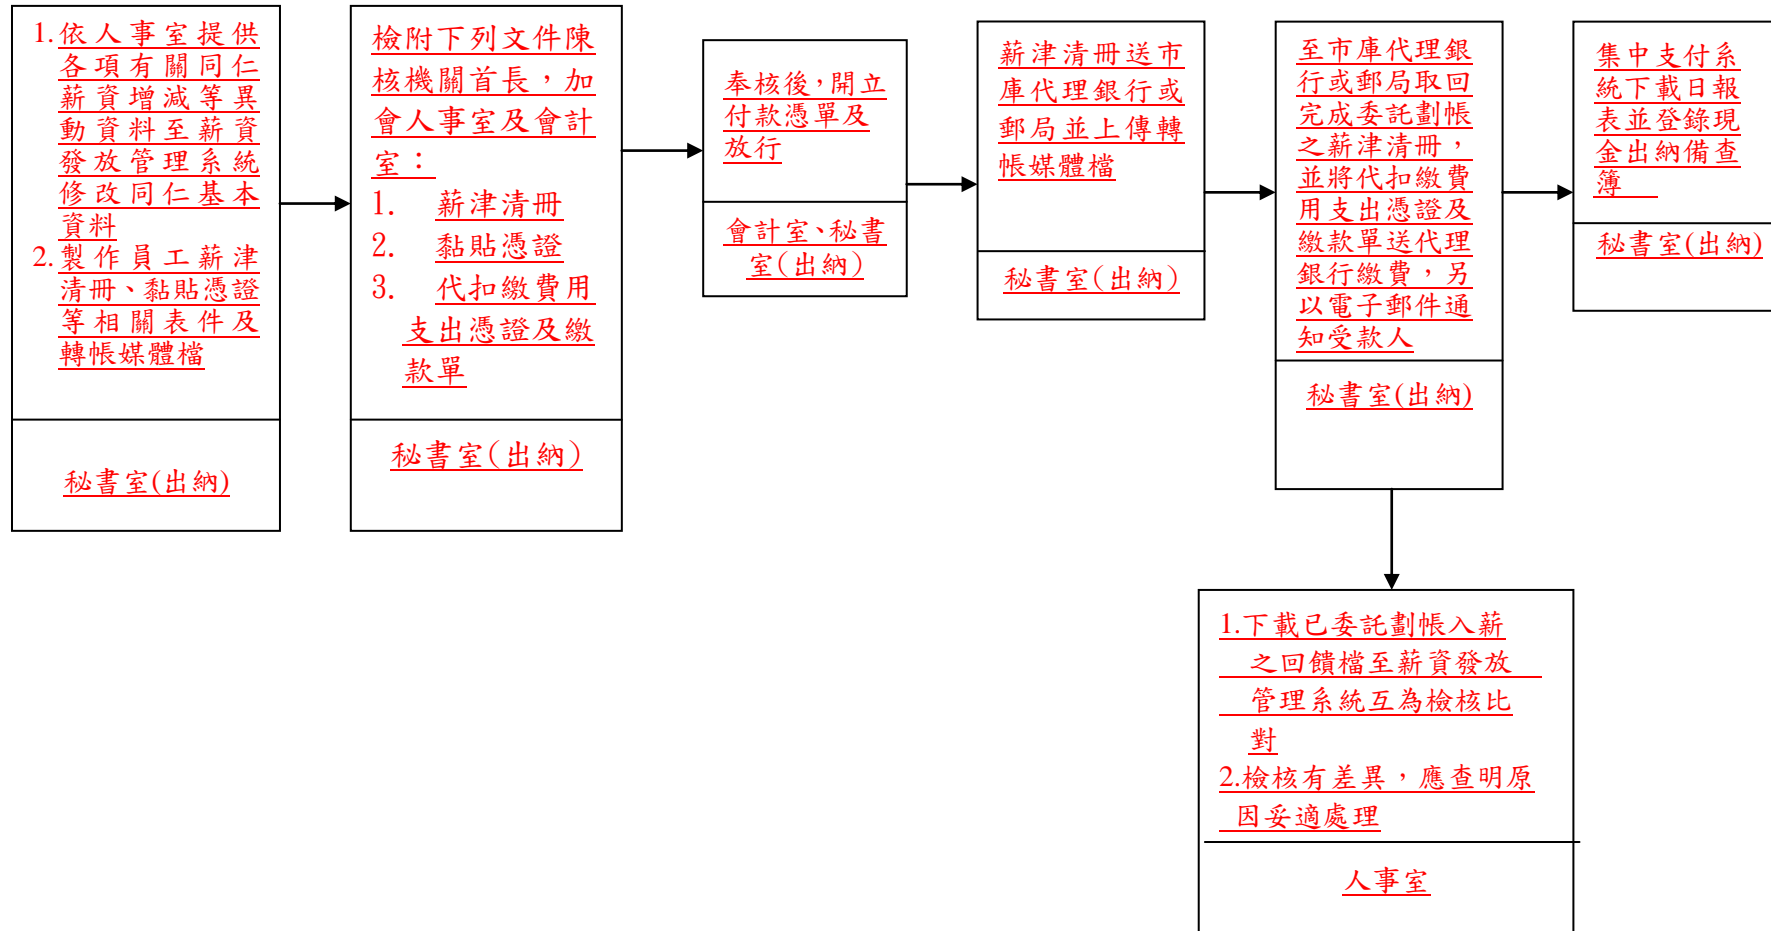 1.依人事室提供
各項有關同仁
薪資增減等異
動資料至薪資
發放管理系統
修改同仁基本
資料
2.製作員工薪津
清冊、黏貼憑證
等相關表件及
轉帳媒體檔
秘書室(出納)
檢附下列文件陳
核機關首長，加
會人事室及會計
室：
1. 薪津清冊
2. 黏貼憑證
3. 代扣繳費用
支出憑證及繳
款單
秘書室(出納)
奉核後，開立
付款憑單及
放行
會計室、秘書
室(出納)
薪津清冊送市
庫代理銀行或
郵局並上傳轉
帳媒體檔
秘書室(出納)
至市庫代理銀
行或郵局取回
完成委託劃帳
之薪津清冊，
並將代扣繳費
用支出憑證及
繳款單送代理
銀行繳費，另
以電子郵件通
知受款人
秘書室(出納)
集中支付系
統下載日報
表並登錄現
金出納備查
簿
秘書室(出納)
1.下載已委託劃帳入薪
之回饋檔至薪資發放
管理系統互為檢核比
對
2.檢核有差異，應查明原
因妥適處理
人事室